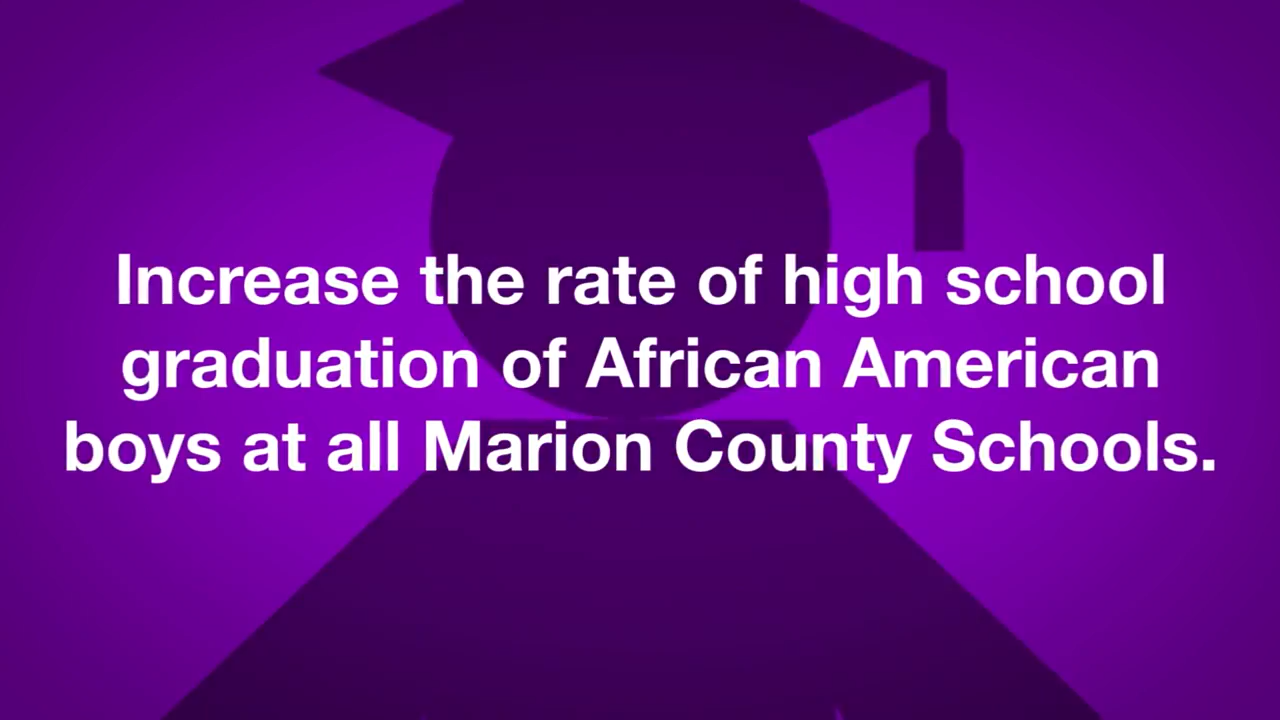 Increase the rate of high school
graduation of African American
boys at all Marion County Schools.